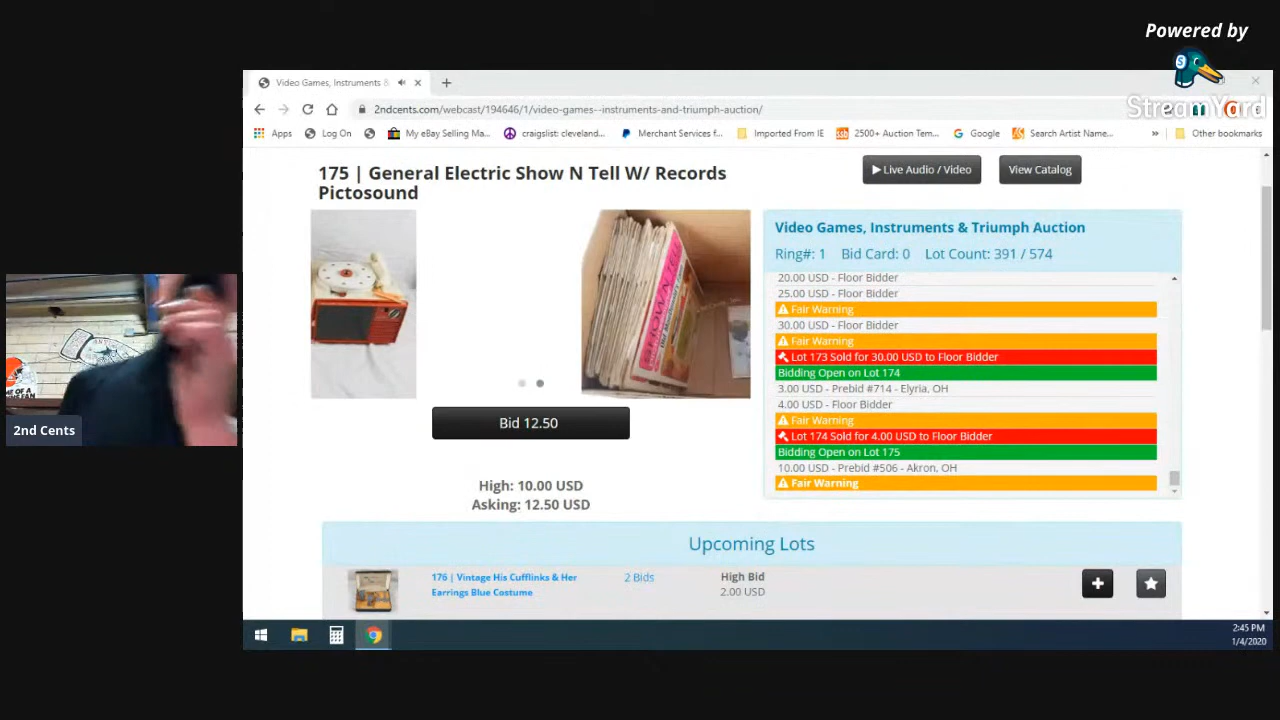 Powered by
StreamYard
Video Games, Instruments &
2ndcents.com/webcast/194646/1/video-games--instruments-and-triumph-auction/
Apps
Log On
My eBay Selling Ma...
craigslist: cleveland...
Merchant Services f...
Imported From IE
2500+ Auction Tem...
Google
Search Artist Name...
»
Other bookmarks
175 | General Electric Show N Tell W/ Records
Pictosound
Live Audio / Video
View Catalog
Video Games, Instruments & Triumph Auction
Ring#: 1 Bid Card: 0 Lot Count: 391 / 574
20.00 USD - Floor Bidder
25.00 USD - Floor Bidder
Fair Warning
30.00 USD - Floor Bidder
Fair Warning
Lot 173 Sold for 30.00 USD to Floor Bidder
Bidding Open on Lot 174
3.00 USD - Prebid #714 - Elyria, OH
4.00 USD - Floor Bidder
Fair Warning
Lot 174 Sold for 4.00 USD to Floor Bidder
Bidding Open on Lot 175
10.00 USD - Prebid #506 - Akron, OH
Fair Warning
Bid 12.50
High: 10.00 USD
Asking: 12.50 USD
2nd Cents
Upcoming Lots
176 | Vintage His Cufflinks & Her
Earrings Blue Costume
2 Bids
High Bid
2.00 USD
2:45 PM
1/4/2020